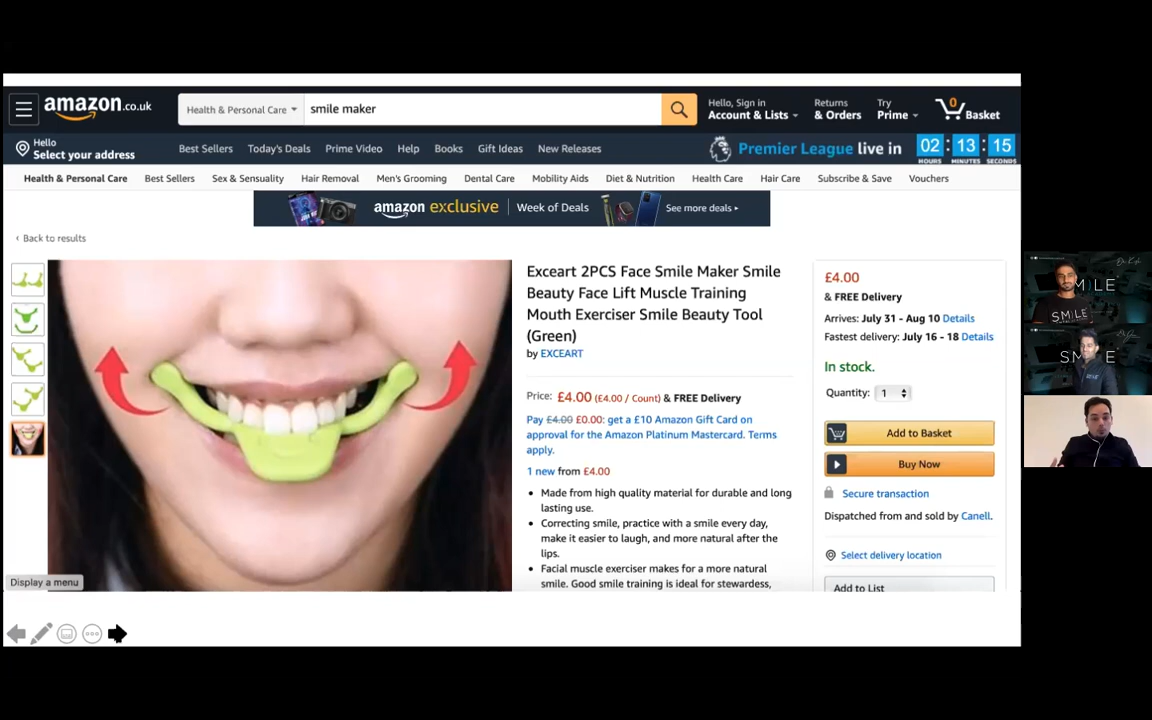 amazon.co.uk
Health & Personal Care
smile maker
Hello, Sign in
Account & Lists
Returns
& Orders
Try
Prime
0
Basket
Hello
Select your address
Best Sellers
Today's Deals
Prime Video
Help
Books
Gift Ideas
New Releases
Premier League live in
02 : 13 : 15
HOURS MINUTES SECONDS
Health & Personal Care
Best Sellers
Sex & Sensuality
Hair Removal
Men's Grooming
Dental Care
Mobility Aids
Diet & Nutrition
Health Care
Hair Care
Subscribe & Save
Vouchers
amazon exclusive
Week of Deals
See more deals
‹ Back to results
Exceart 2PCS Face Smile Maker Smile
Beauty Face Lift Muscle Training
Mouth Exerciser Smile Beauty Tool
(Green)
by EXCEART
Price: £4.00 (£4.00 / Count) & FREE Delivery
Pay £4.00 £0.00: get a £10 Amazon Gift Card on
approval for the Amazon Platinum Mastercard. Terms
apply.
1 new from £4.00
• Made from high quality material for durable and long
lasting use.
• Correcting smile, practice with a smile every day,
make it easier to laugh, and more natural after the
lips.
• Facial muscle exerciser makes for a more natural
smile. Good smile training is ideal for stewardess,
£4.00
& FREE Delivery
Arrives: July 31 - Aug 10 Details
Fastest delivery: July 16 - 18 Details
In stock.
Quantity: 1
Add to Basket
Buy Now
Secure transaction
Dispatched from and sold by Canell.
Select delivery location
Add to List
Display a menu
SMILE
SMILE